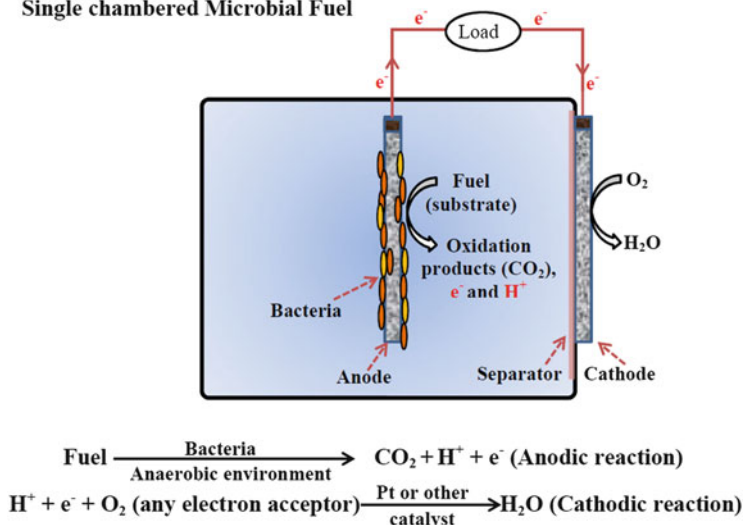 Single chambered Microbial Fuel
e⁻ Load e⁻
e⁻ e⁻
Fuel
(substrate)
O₂
Oxidation
products (CO₂),
e⁻ and H⁺
H₂O
Bacteria
Anode
Separator
Cathode
Fuel Bacteria CO₂ + H⁺ + e⁻ (Anodic reaction)
Anaerobic environment
H⁺ + e⁻ + O₂ (any electron acceptor) Pt or other H₂O (Cathodic reaction)
catalyst